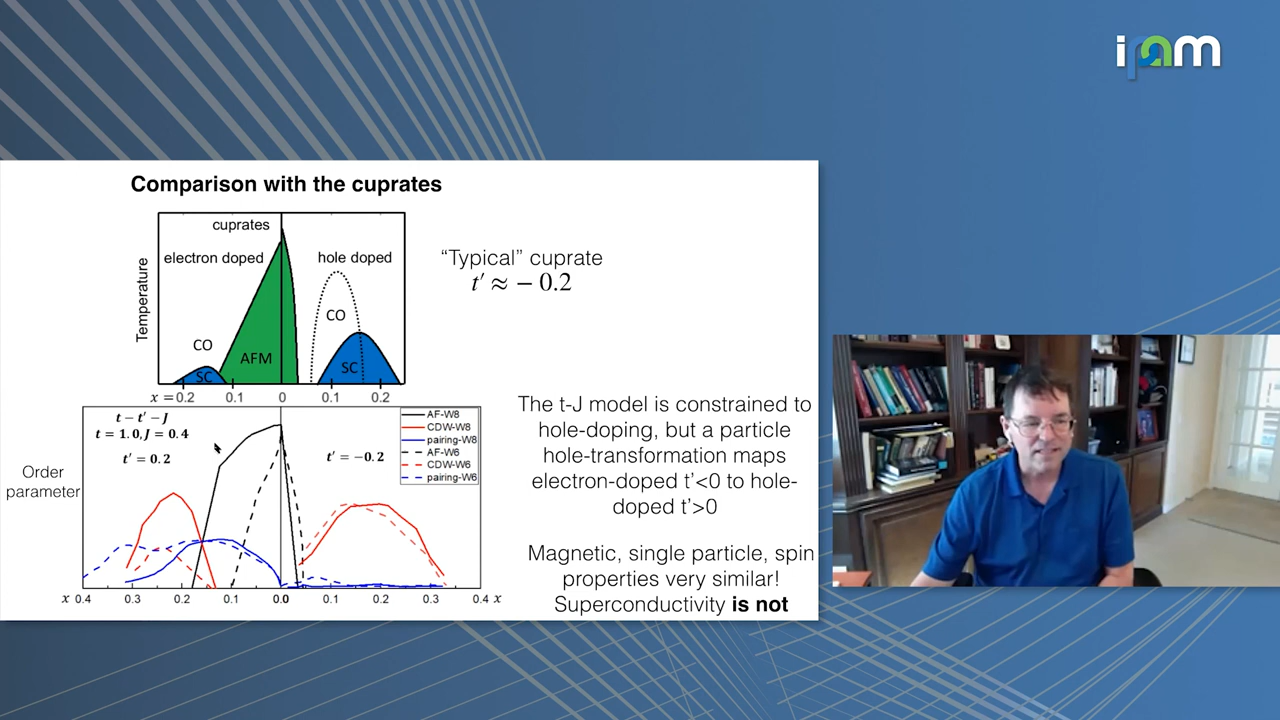 ipam
Comparison with the cuprates
cuprates
electron doped
hole doped
Temperature
CO
CO
AFM
SC
SC
x = 0.2 0.1 0 0.1 0.2
"Typical" cuprate
t′ ≈ − 0.2
t − t′ − J
t = 1.0, J = 0.4
t′ = 0.2
t′ = −0.2
AF-W8
CDW-W8
pairing-W8
AF-W6
CDW-W6
pairing-W6
Order
parameter
x 0.4 0.3 0.2 0.1 0.0 0.1 0.2 0.3 0.4 x
The t-J model is constrained to
hole-doping, but a particle
hole-transformation maps
electron-doped t'<0 to hole-
doped t'>0
Magnetic, single particle, spin
properties very similar!
Superconductivity is not